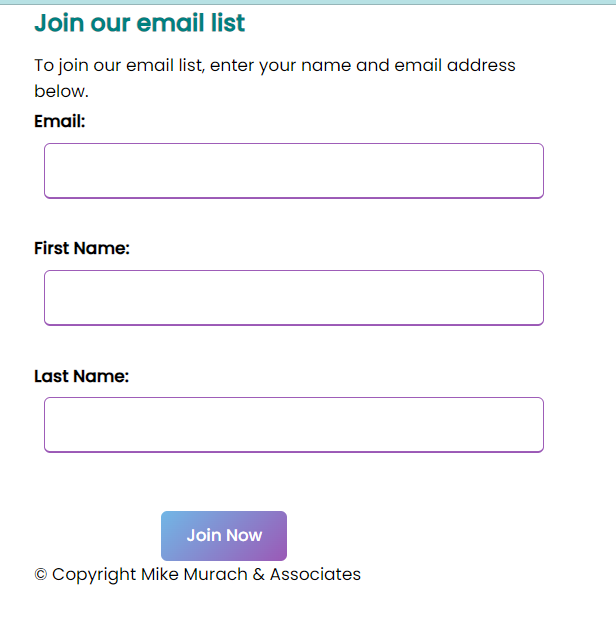 Join our email list
To join our email list, enter your name and email address
below.
Email:
First Name:
Last Name:
Join Now
© Copyright Mike Murach & Associates